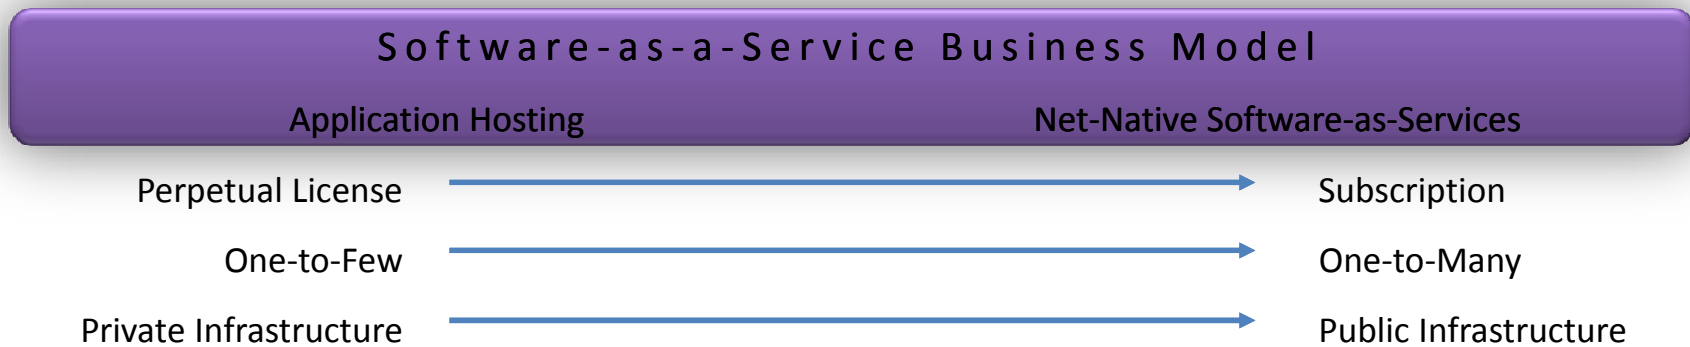 Software-as-a-Service Business Model
Application Hosting Net-Native Software-as-Services
Perpetual License Subscription
One-to-Few One-to-Many
Private Infrastructure Public Infrastructure